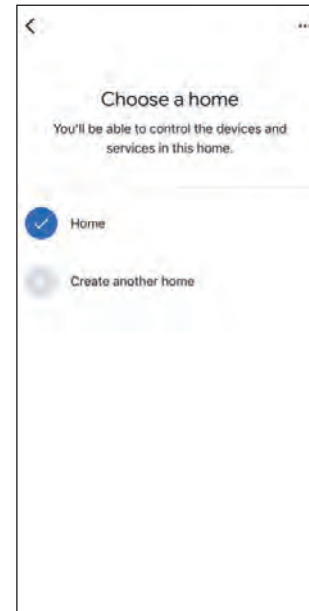 Choose a home
You'll be able to control the devices and
services in this home.
Home
Create another home